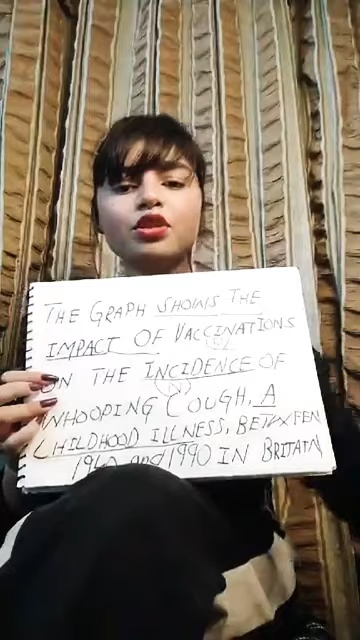 THE GRAPH SHOWS THE
IMPACT OF VACCINATIONS
ON THE INCIDENCE OF
(N)
WHOOPING COUGH, A
CHILDHOOD ILLNESS, BETWEEN
and 1990 IN BRITAIN